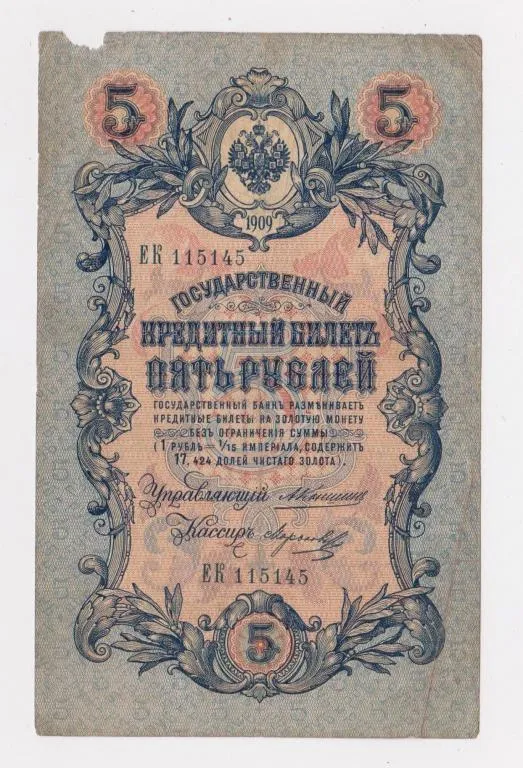 5 5
1909
ЕК 115145
ГОСУДАРСТВЕННЫЙ
КРЕДИТНЫЙ БИЛЕТЪ
ПЯТЬ РУБЛЕЙ
ГОСУДАРСТВЕННЫЙ БАНКЪ РАЗМѢНИВАЕТЪ
КРЕДИТНЫЕ БИЛЕТЫ НА ЗОЛОТУЮ МОНЕТУ
БЕЗЪ ОГРАНИЧЕНІЯ СУММЫ
(1 РУБЛЬ = 1/15 ИМПЕРІАЛА, СОДЕРЖИТЪ
17,424 ДОЛЕЙ ЧИСТАГО ЗОЛОТА).
Управляющій
Кассиръ
ЕК 115145
5